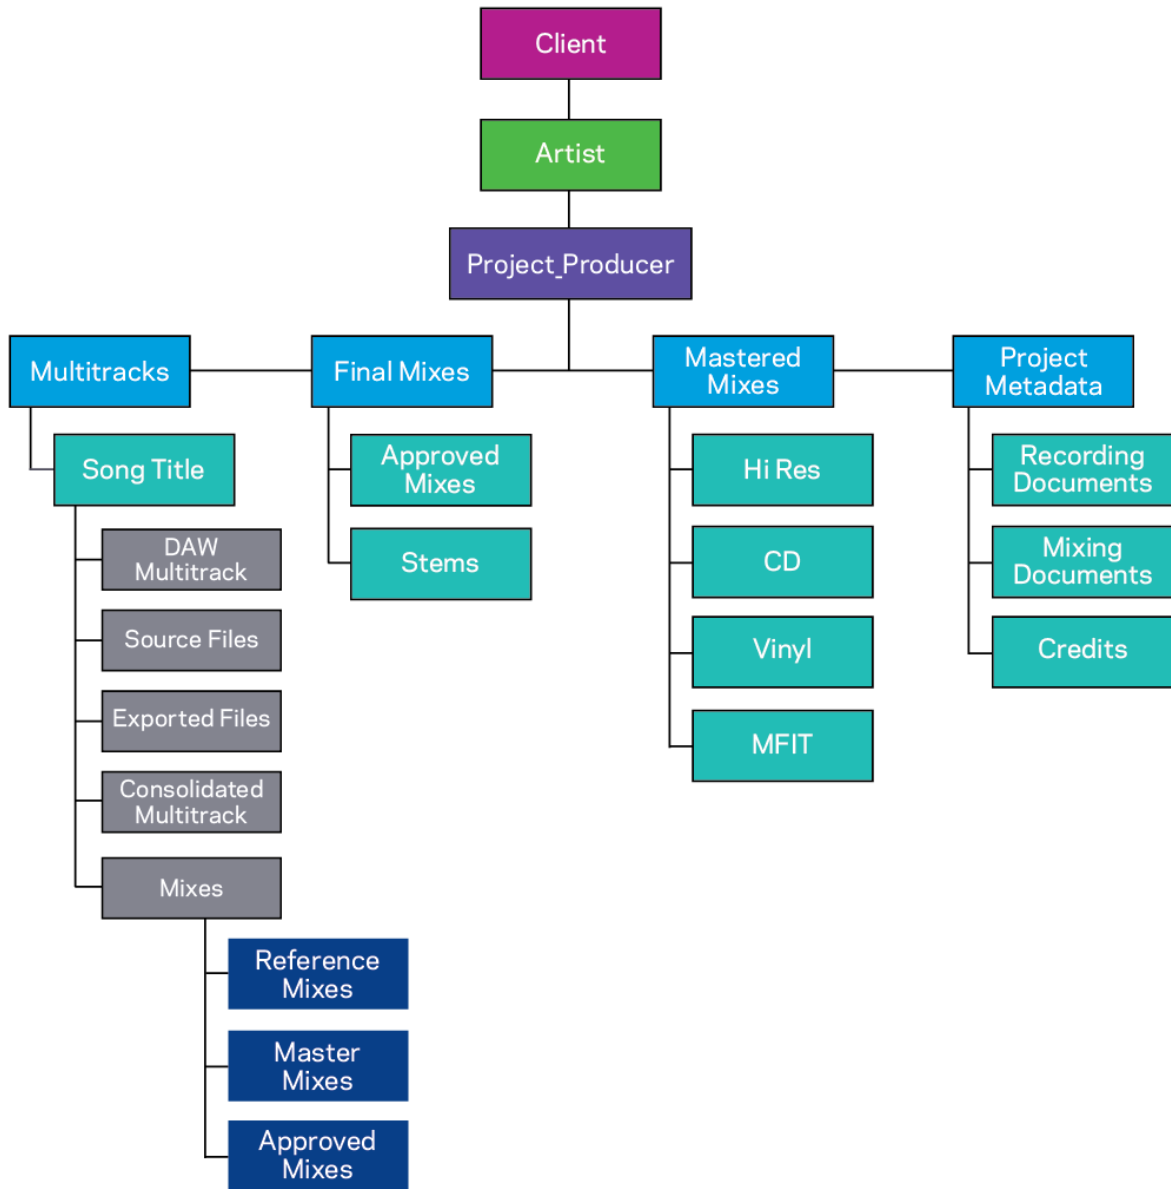 Client
Artist
Project_Producer
Multitracks
Final Mixes
Mastered
Mixes
Project
Metadata
Song Title
DAW
Multitrack
Source Files
Exported Files
Consolidated
Multitrack
Mixes
Reference
Mixes
Master
Mixes
Approved
Mixes
Approved
Mixes
Stems
Hi Res
CD
Vinyl
MFIT
Recording
Documents
Mixing
Documents
Credits